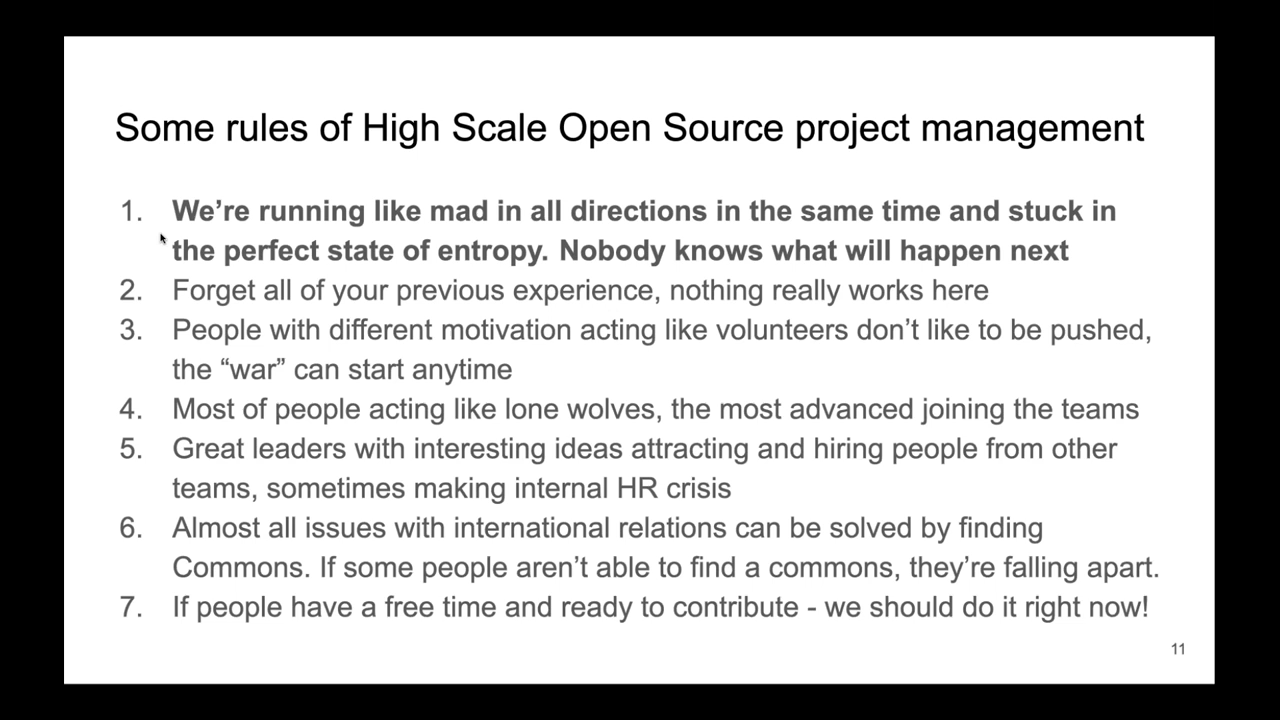 Some rules of High Scale Open Source project management
1. We’re running like mad in all directions in the same time and stuck in
the perfect state of entropy. Nobody knows what will happen next
2. Forget all of your previous experience, nothing really works here
3. People with different motivation acting like volunteers don’t like to be pushed,
the “war” can start anytime
4. Most of people acting like lone wolves, the most advanced joining the teams
5. Great leaders with interesting ideas attracting and hiring people from other
teams, sometimes making internal HR crisis
6. Almost all issues with international relations can be solved by finding
Commons. If some people aren’t able to find a commons, they’re falling apart.
7. If people have a free time and ready to contribute - we should do it right now!
11